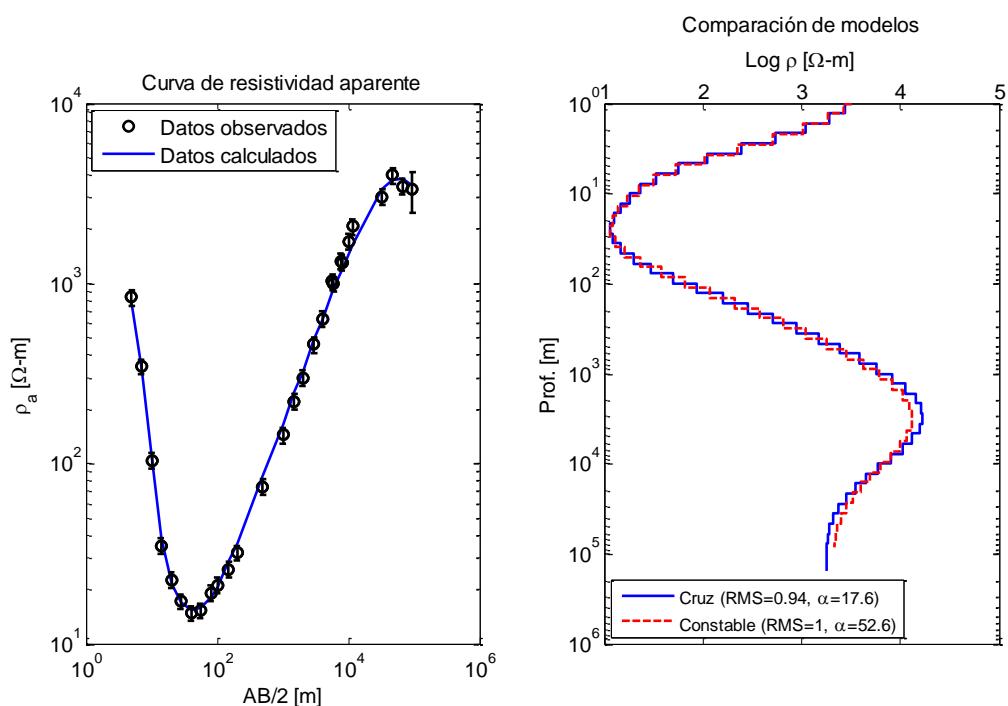 Curva de resistividad aparente
10^4
10^3
10^2
10^1
10^0
10^2
10^4
10^6
ρ_a [Ω-m]
AB/2 [m]
Datos observados
Datos calculados
Comparación de modelos
Log ρ [Ω-m]
1
2
3
4
5
10^0
10^1
10^2
10^3
10^4
10^5
10^6
Prof. [m]
Cruz (RMS=0.94, α=17.6)
Constable (RMS=1, α=52.6)